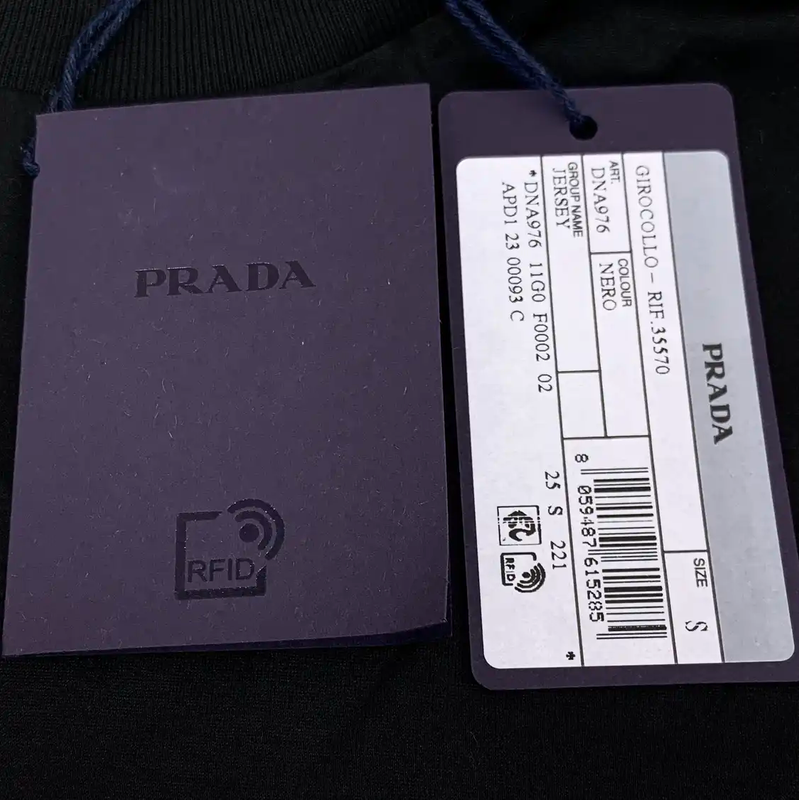 PRADA
RFID
PRADA
GIROCOLLO - RIF.35570
SIZE
S
ART.
DNA976
COLOUR
NERO
GROUP NAME
JERSEY
8 059487 615285
*DNA976 11G0 F0002 02 25 S 221 *
APD1 23 00093 C
RFID